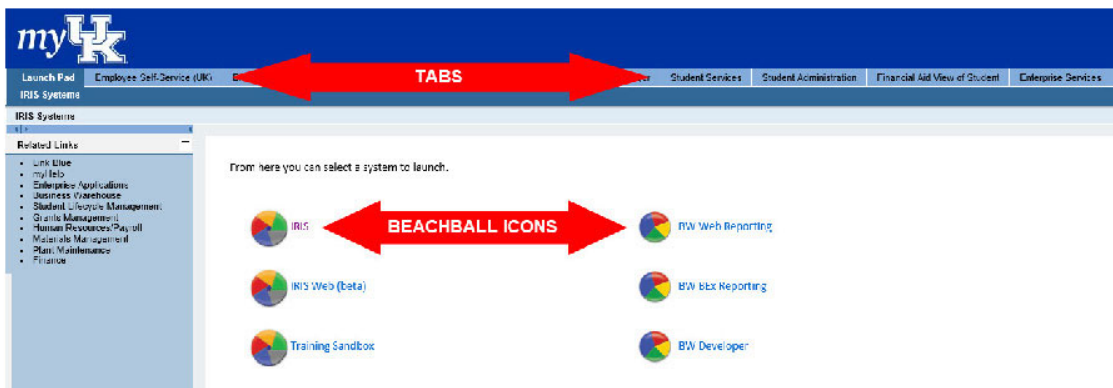 my UK
Launch Pad Employee Self-Service (UK) TABS Student Services Student Administration Financial Aid View of Student Enterprise Services
IRIS Systems
IRIS Systems
Related Links
Link Blue
myHelp
Enterprise Applications
Business Warehouse
Student Lifecycle Management
Grants Management
Human Resources/Payroll
Materials Management
Plant Maintenance
Finance
From here you can select a system to launch.
IRIS BEACHBALL ICONS BW Web Reporting
IRIS Web (beta) BW BEx Reporting
Training Sandbox BW Developer